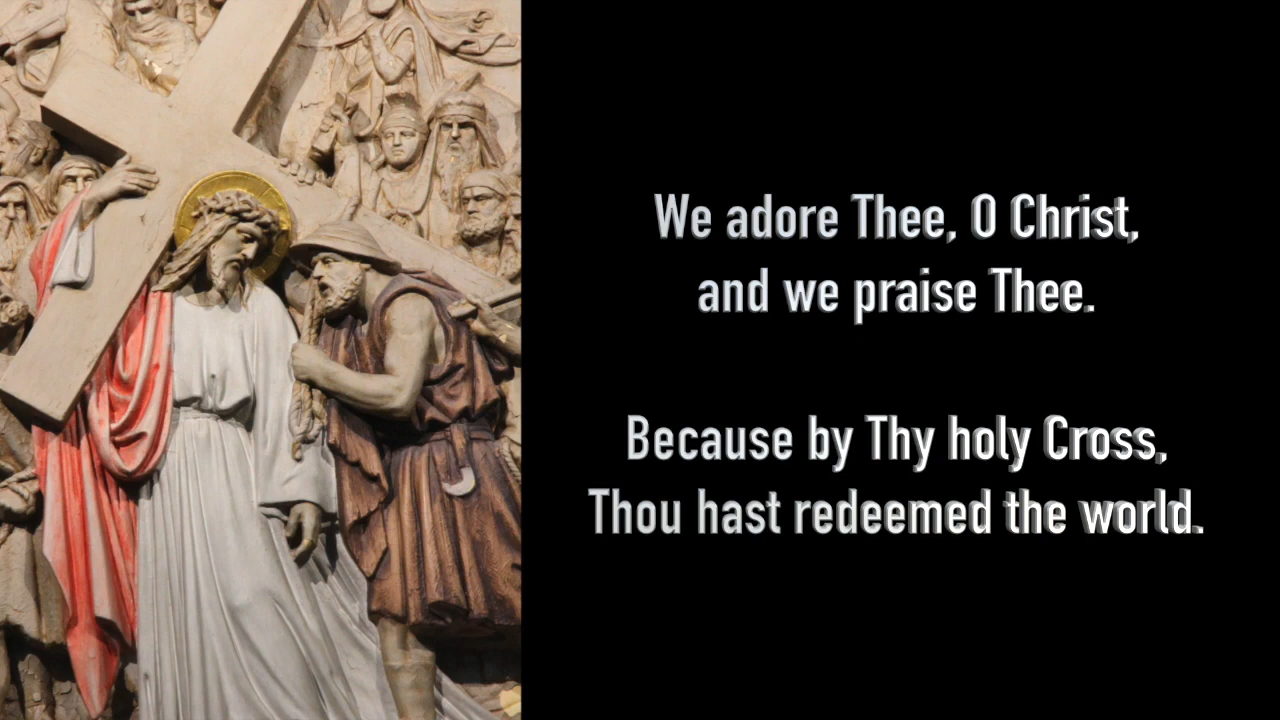 We adore Thee, O Christ,
and we praise Thee.
Because by Thy holy Cross,
Thou hast redeemed the world.